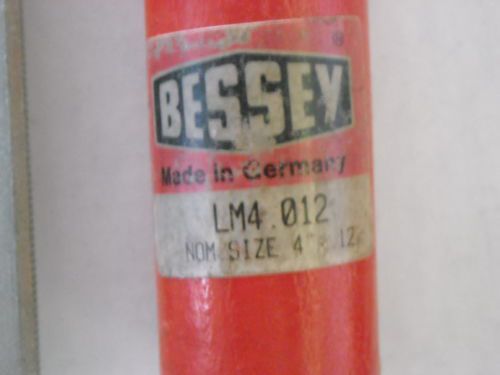 ®
BESSEY
Made in Germany
LM4.012
NOM.SIZE 4" x 12